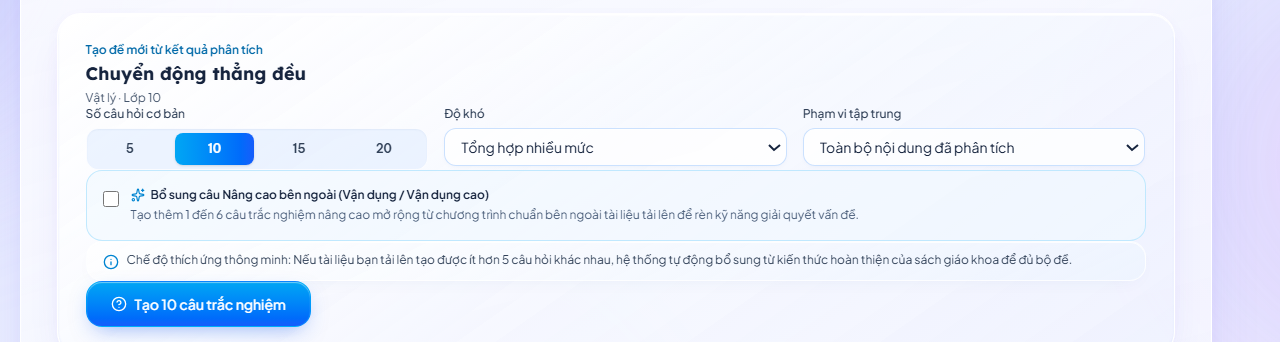 Tạo đề mới từ kết quả phân tích
Chuyển động thẳng đều
Vật lý · Lớp 10
Số câu hỏi cơ bản
5 10 15 20
Độ khó
Tổng hợp nhiều mức
Phạm vi tập trung
Toàn bộ nội dung đã phân tích
Bổ sung câu Nâng cao bên ngoài (Vận dụng / Vận dụng cao)
Tạo thêm 1 đến 6 câu trắc nghiệm nâng cao mở rộng từ chương trình chuẩn bên ngoài tài liệu tải lên để rèn kỹ năng giải quyết vấn đề.
Chế độ thích ứng thông minh: Nếu tài liệu bạn tải lên tạo được ít hơn 5 câu hỏi khác nhau, hệ thống tự động bổ sung từ kiến thức hoàn thiện của sách giáo khoa để đủ bộ đề.
Tạo 10 câu trắc nghiệm